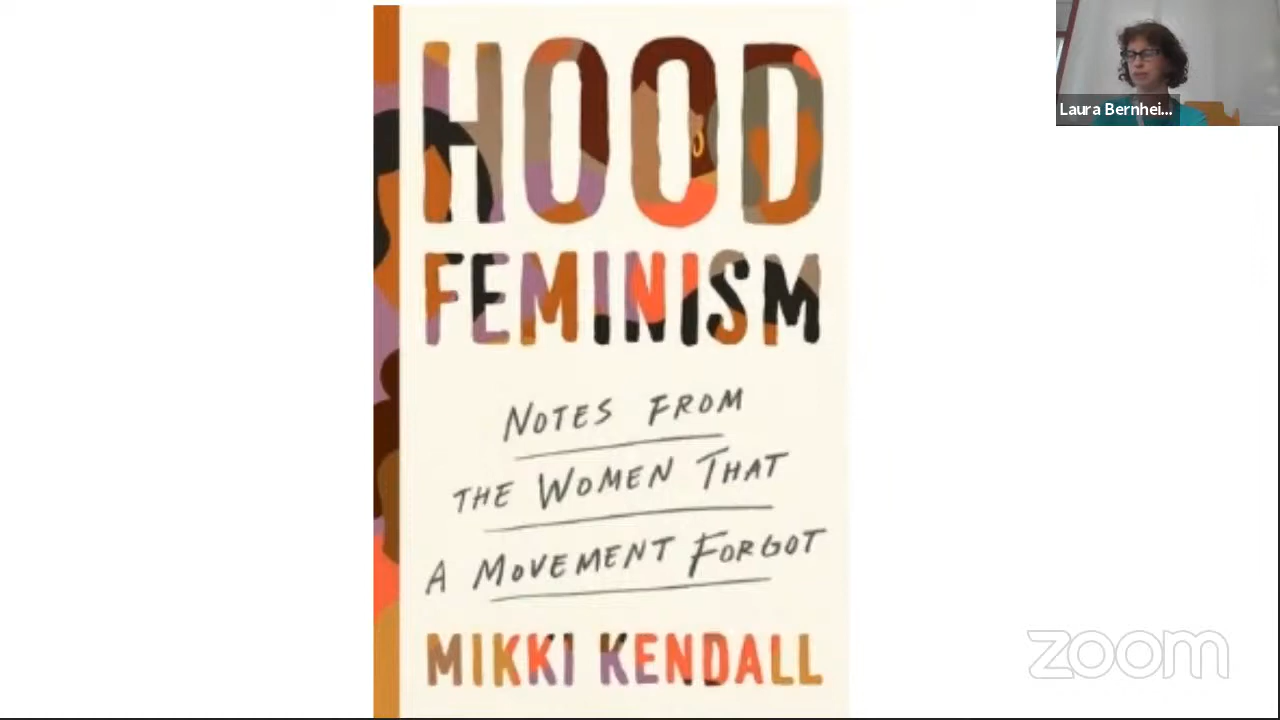 HOOD
FEMINISM
NOTES FROM
THE WOMEN THAT
A MOVEMENT FORGOT
MIKKI KENDALL
Laura Bernhei...
zoom